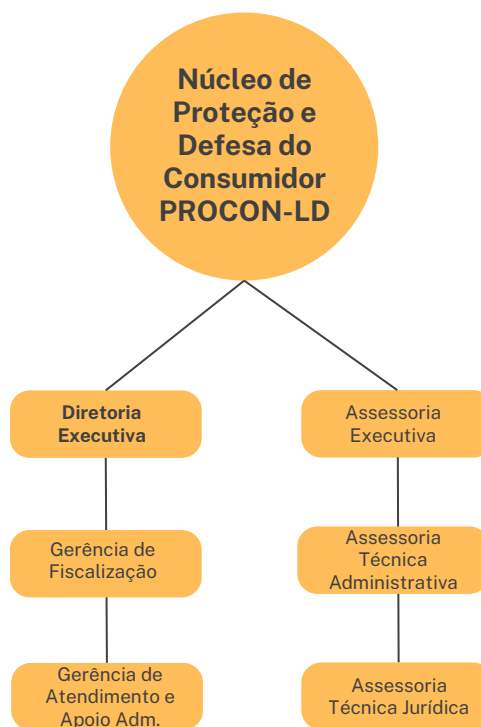 Núcleo de
Proteção e
Defesa do
Consumidor
PROCON-LD
Diretoria
Executiva
Assessoria
Executiva
Gerência de
Fiscalização
Assessoria
Técnica
Administrativa
Gerência de
Atendimento e
Apoio Adm.
Assessoria
Técnica Jurídica